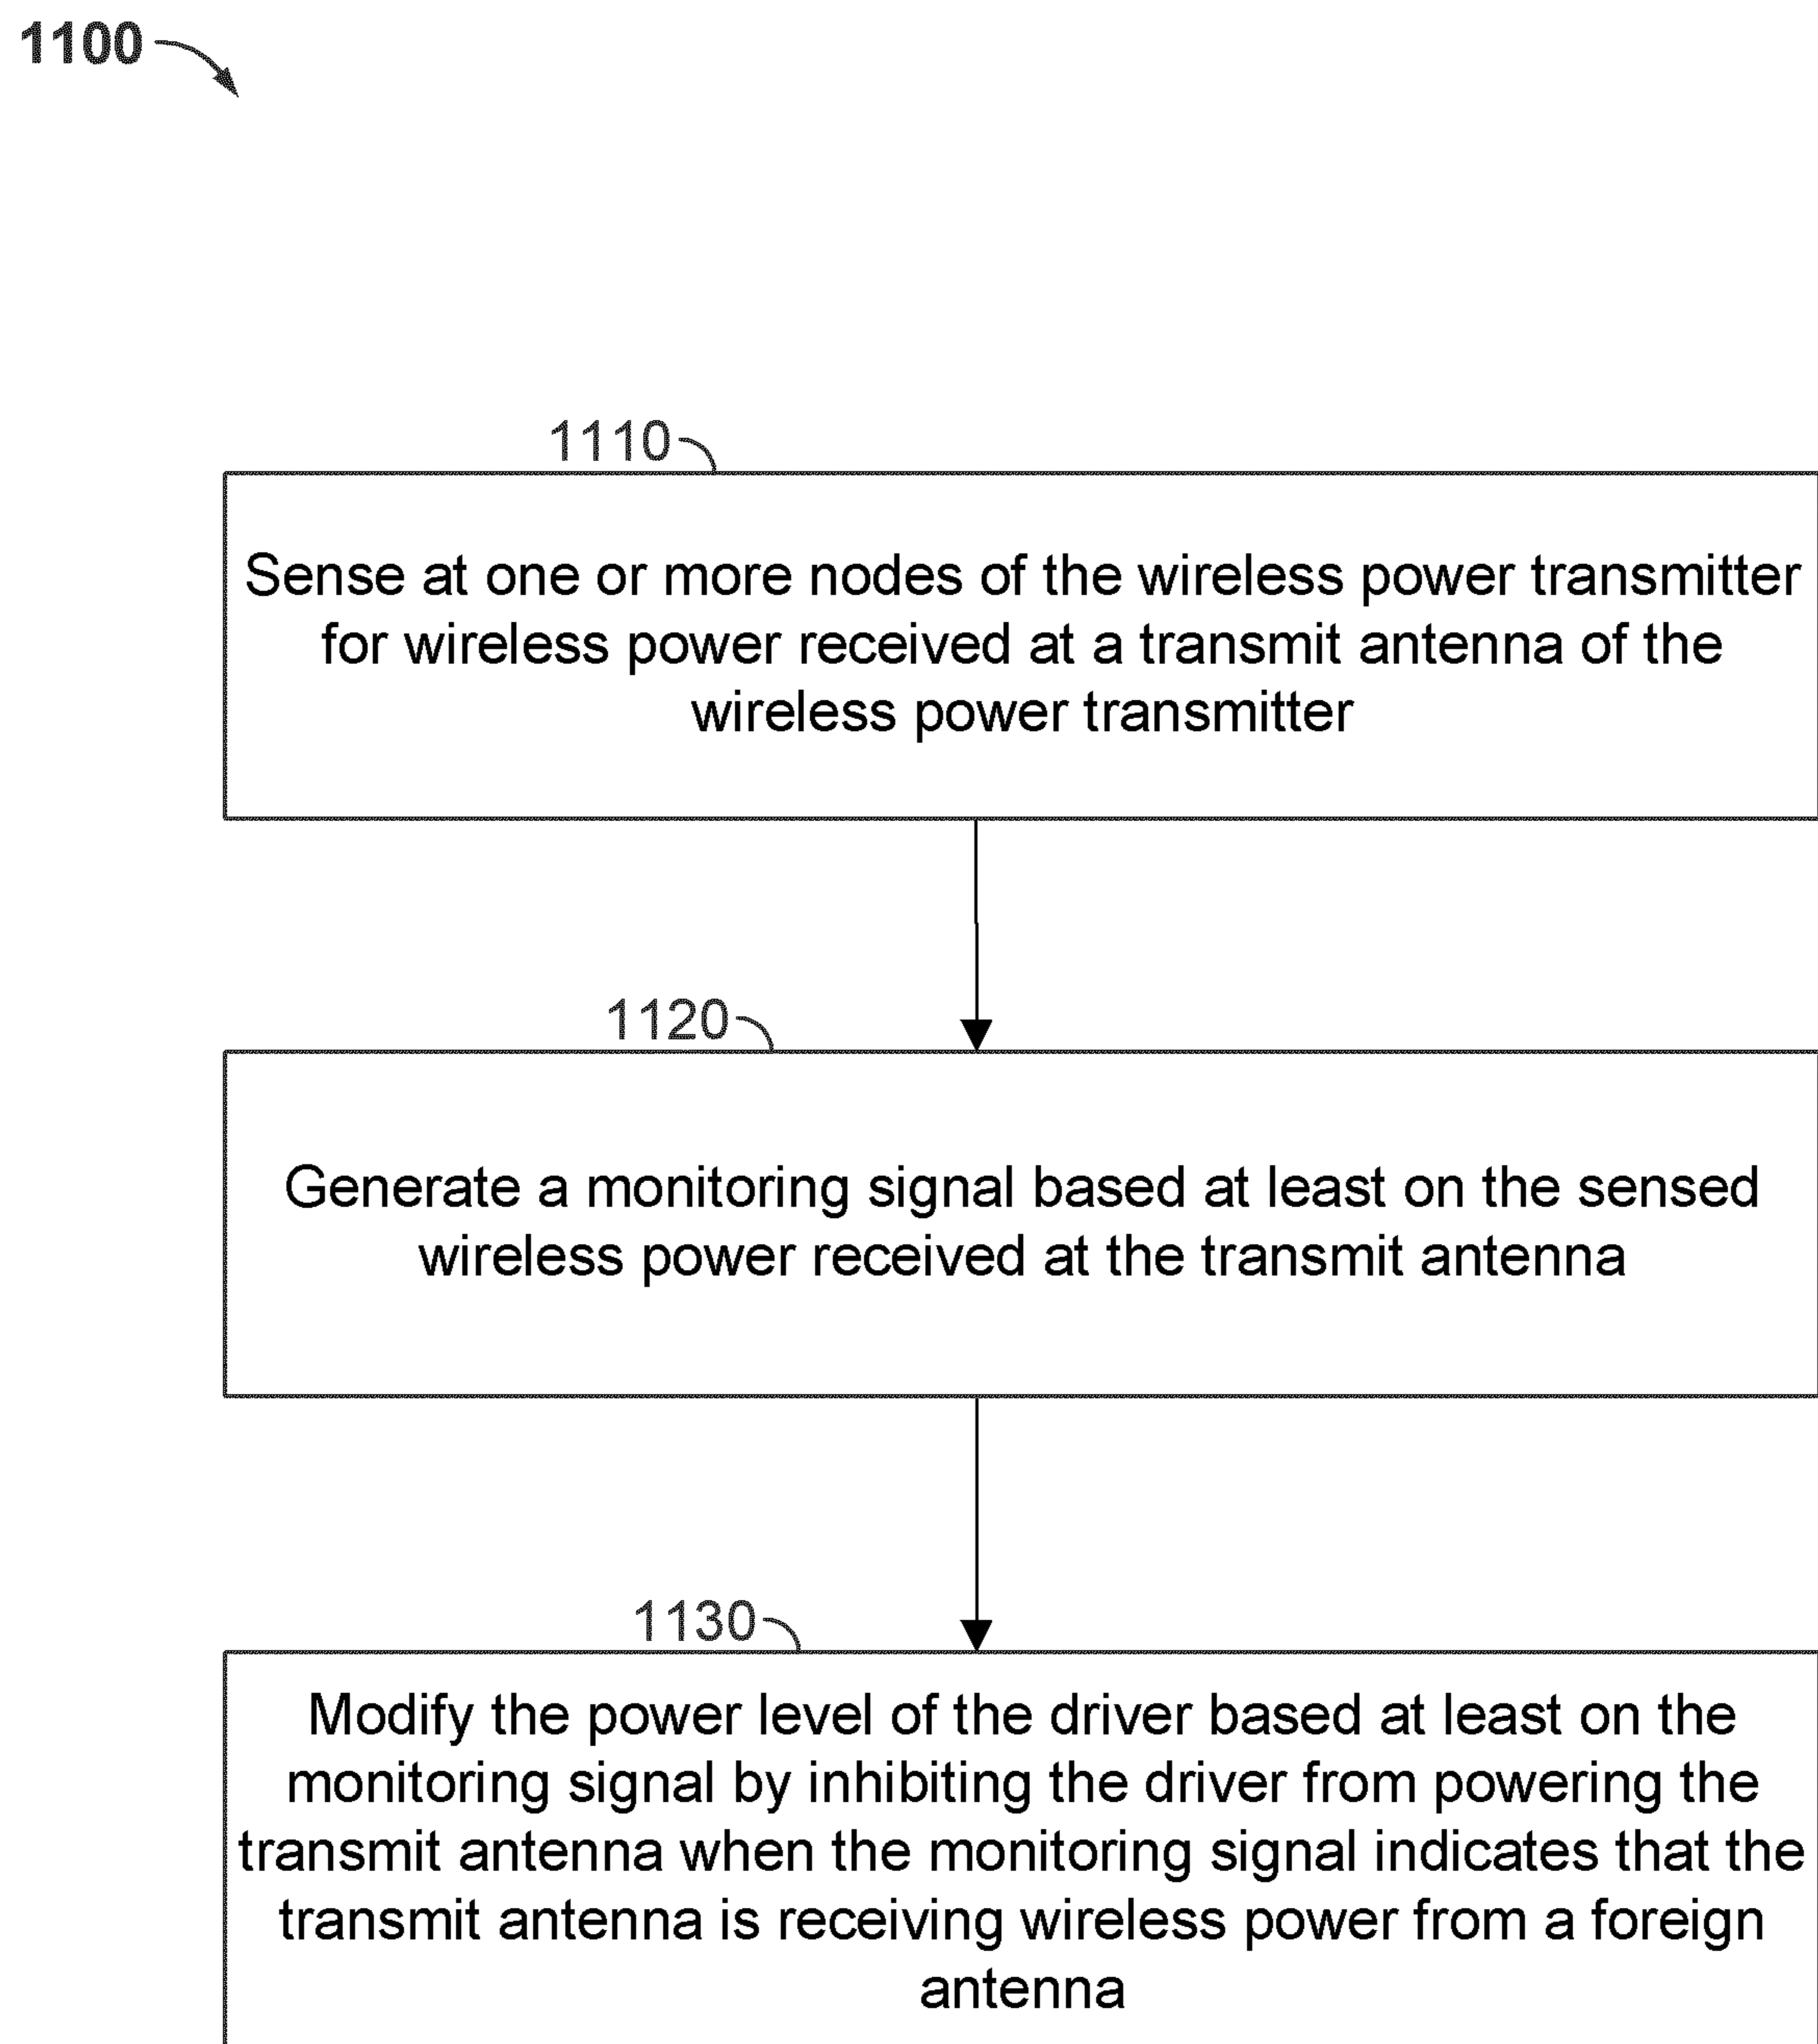 1100
1110
Sense at one or more nodes of the wireless power transmitter
for wireless power received at a transmit antenna of the
wireless power transmitter
1120
Generate a monitoring signal based at least on the sensed
wireless power received at the transmit antenna
1130
Modify the power level of the driver based at least on the
monitoring signal by inhibiting the driver from powering the
transmit antenna when the monitoring signal indicates that the
transmit antenna is receiving wireless power from a foreign
antenna